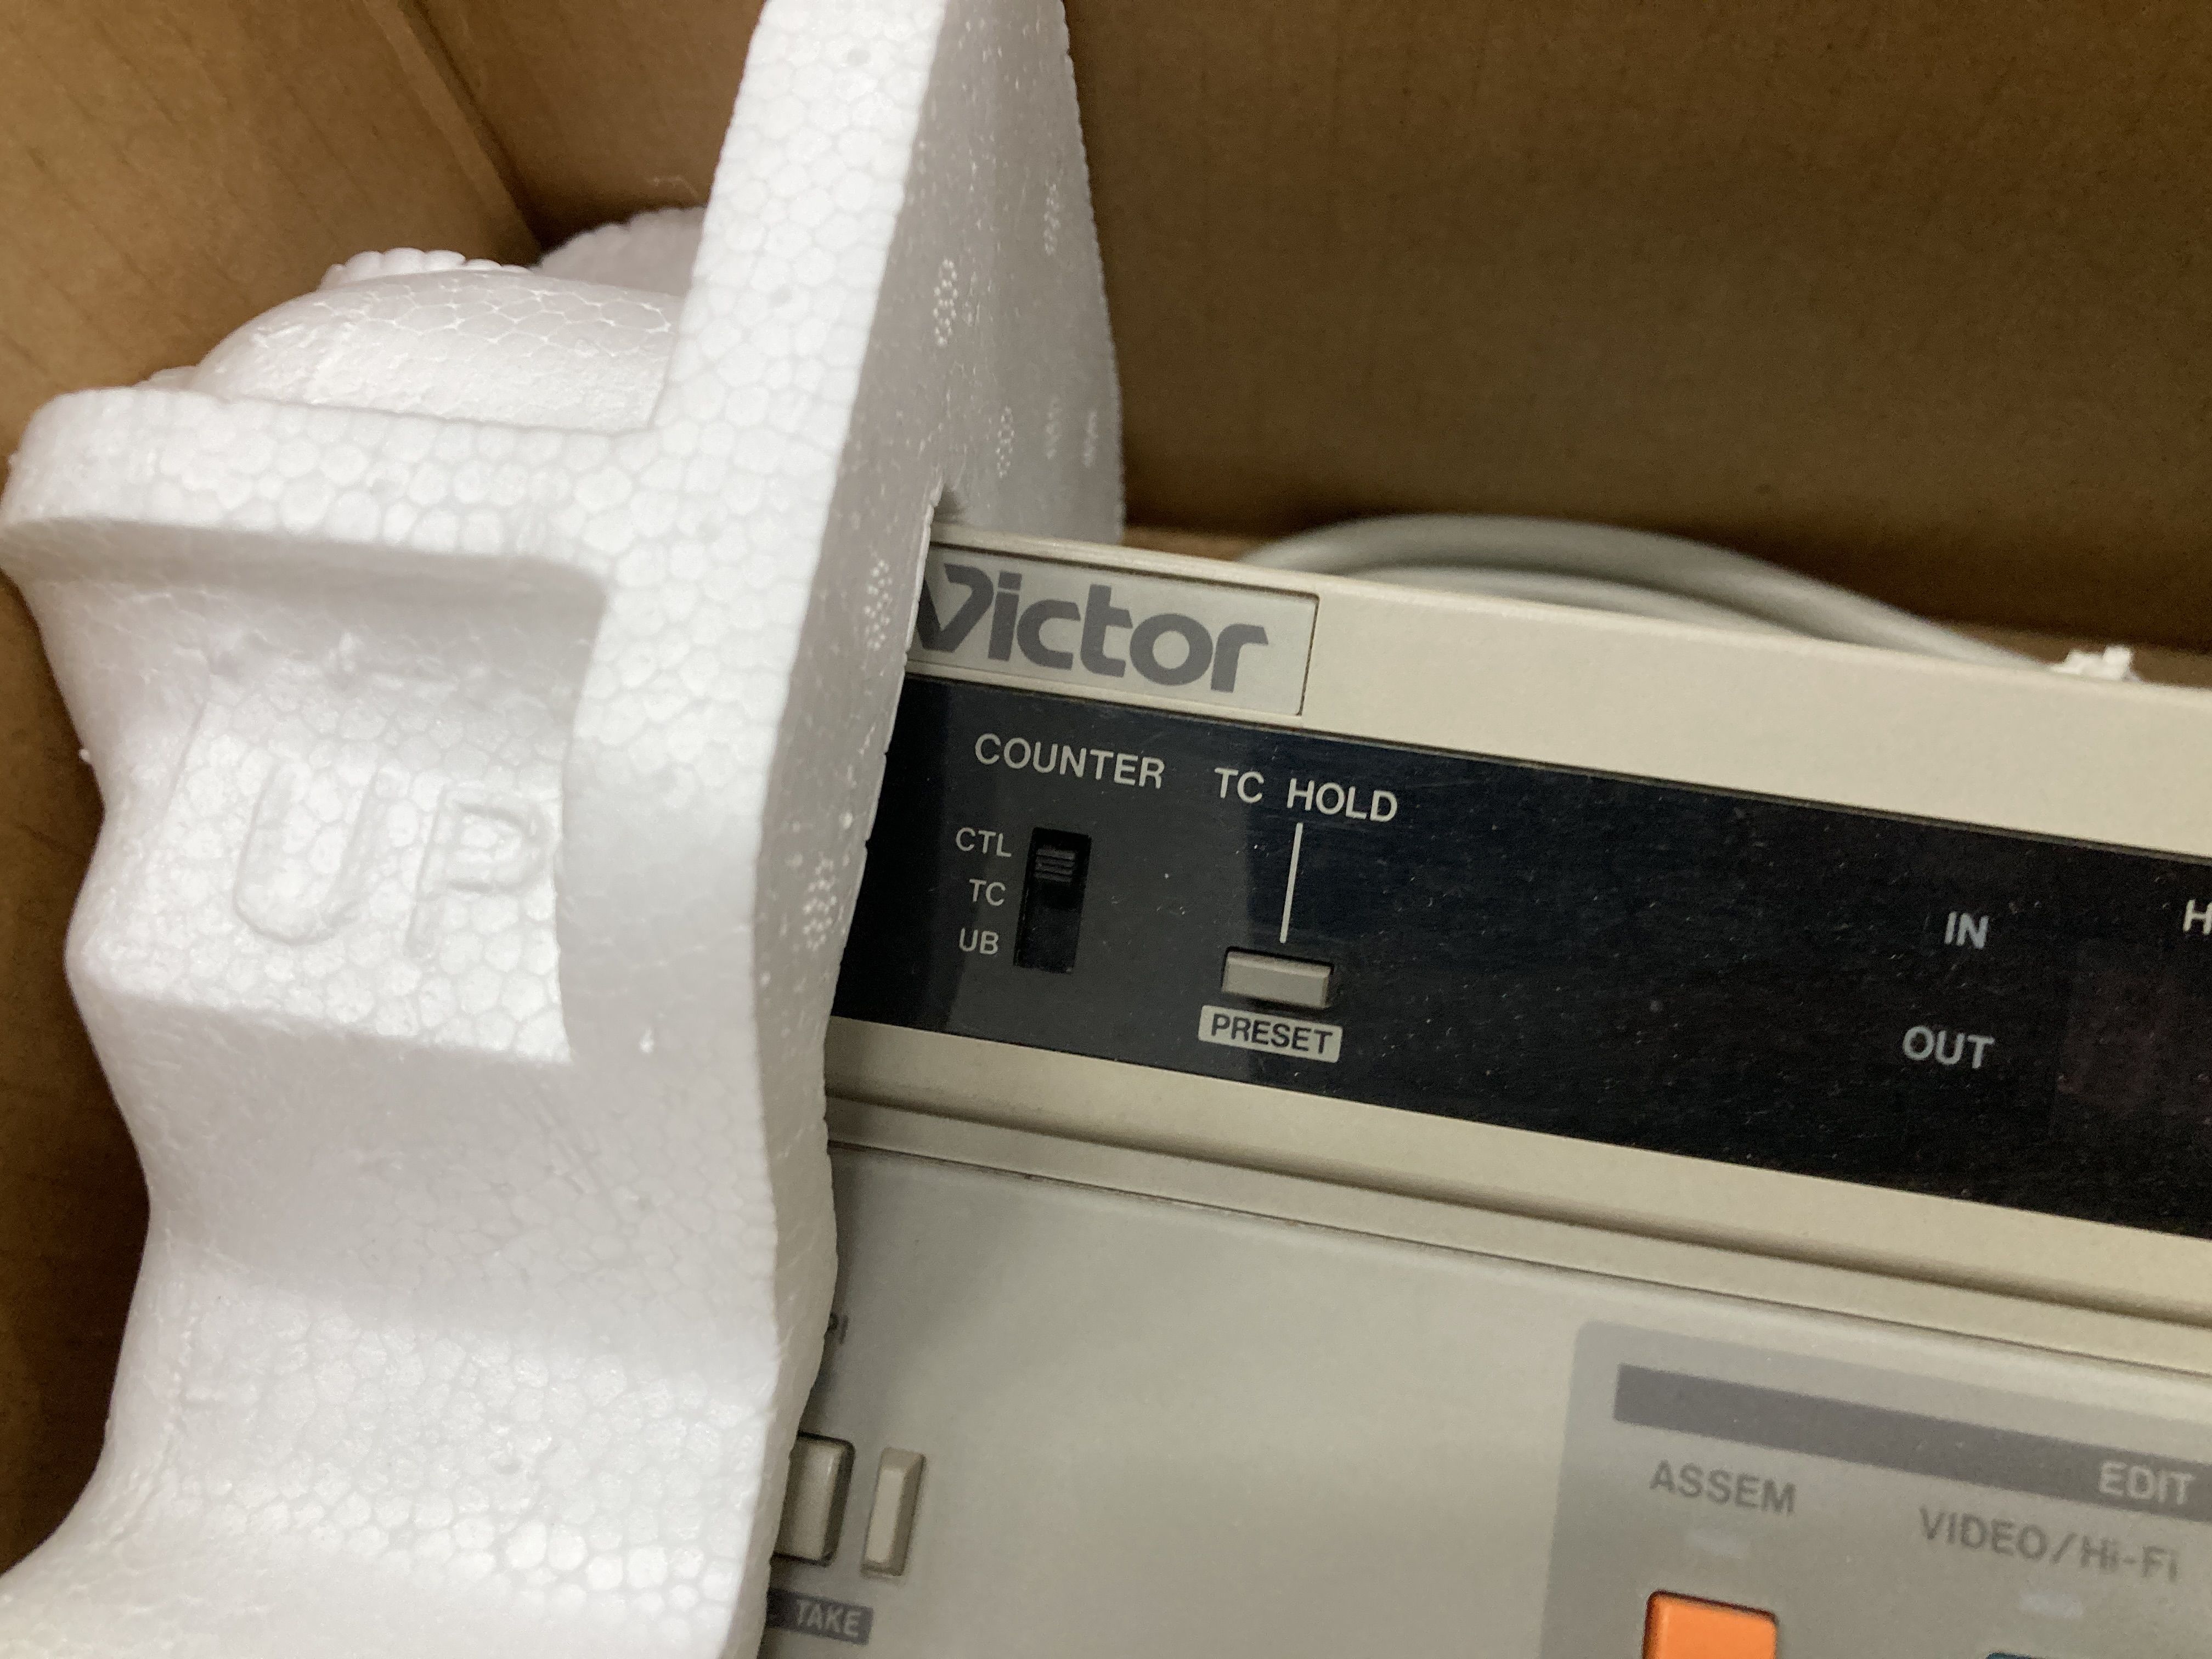 UP
Victor
COUNTER
TC HOLD
CTL
TC
UB
PRESET
IN
OUT
EDIT
ASSEM
VIDEO/Hi-Fi
TAKE